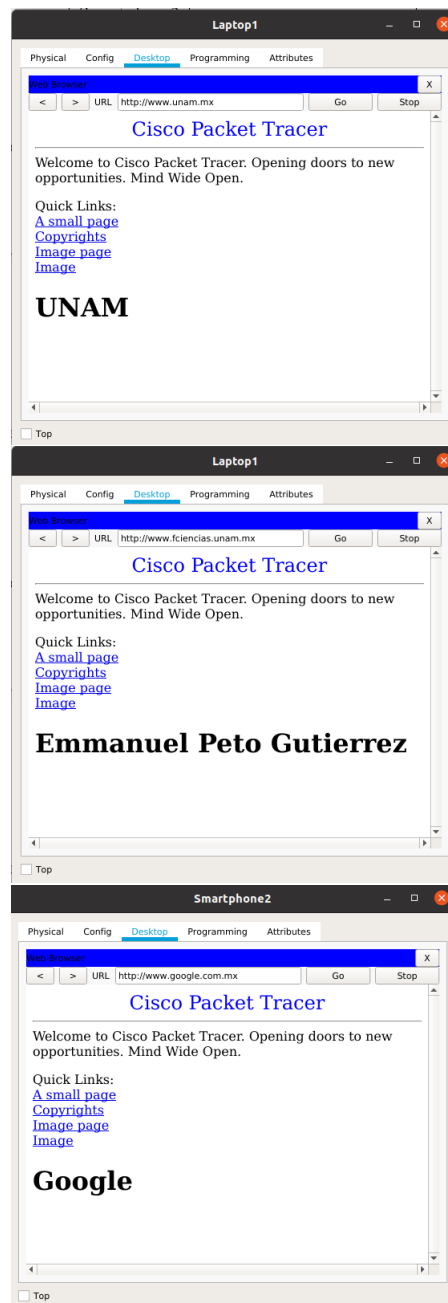 Laptop1
Physical Config Desktop Programming Attributes
Web Browser X
< > URL http://www.unam.mx Go Stop
Cisco Packet Tracer
Welcome to Cisco Packet Tracer. Opening doors to new
opportunities. Mind Wide Open.
Quick Links:
A small page
Copyrights
Image page
Image
UNAM
Top
Laptop1
Physical Config Desktop Programming Attributes
Web Browser X
< > URL http://www.fciencias.unam.mx Go Stop
Cisco Packet Tracer
Welcome to Cisco Packet Tracer. Opening doors to new
opportunities. Mind Wide Open.
Quick Links:
A small page
Copyrights
Image page
Image
Emmanuel Peto Gutierrez
Top
Smartphone2
Physical Config Desktop Programming Attributes
Web Browser X
< > URL http://www.google.com.mx Go Stop
Cisco Packet Tracer
Welcome to Cisco Packet Tracer. Opening doors to new
opportunities. Mind Wide Open.
Quick Links:
A small page
Copyrights
Image page
Image
Google
Top